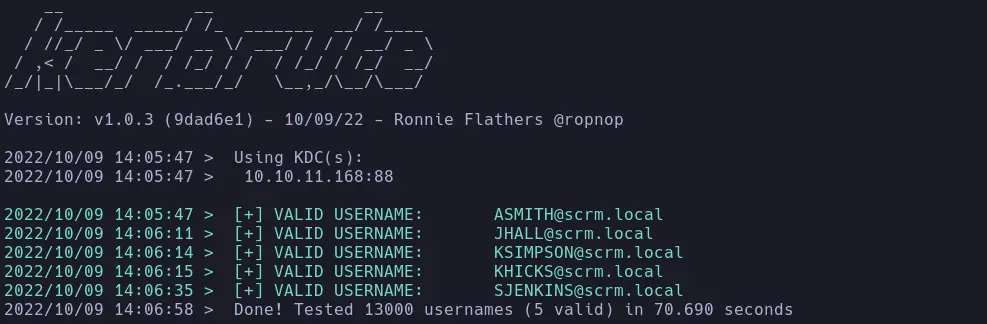 __             __               __
   / /_____  _____/ /_  _______  __/ /____
  / //_/ _ \/ ___/ __ \/ ___/ / / / __/ _ \
 / ,< /  __/ /  / /_/ / /  / /_/ / /_/  __/
/_/|_|\___/_/  /_.___/_/   \__,_/\__/\___/
Version: v1.0.3 (9dad6e1) - 10/09/22 - Ronnie Flathers @ropnop
2022/10/09 14:05:47 >  Using KDC(s):
2022/10/09 14:05:47 >   10.10.11.168:88
2022/10/09 14:05:47 >  [+] VALID USERNAME:       ASMITH@scrm.local
2022/10/09 14:06:11 >  [+] VALID USERNAME:       JHALL@scrm.local
2022/10/09 14:06:14 >  [+] VALID USERNAME:       KSIMPSON@scrm.local
2022/10/09 14:06:15 >  [+] VALID USERNAME:       KHICKS@scrm.local
2022/10/09 14:06:35 >  [+] VALID USERNAME:       SJENKINS@scrm.local
2022/10/09 14:06:58 >  Done! Tested 13000 usernames (5 valid) in 70.690 seconds